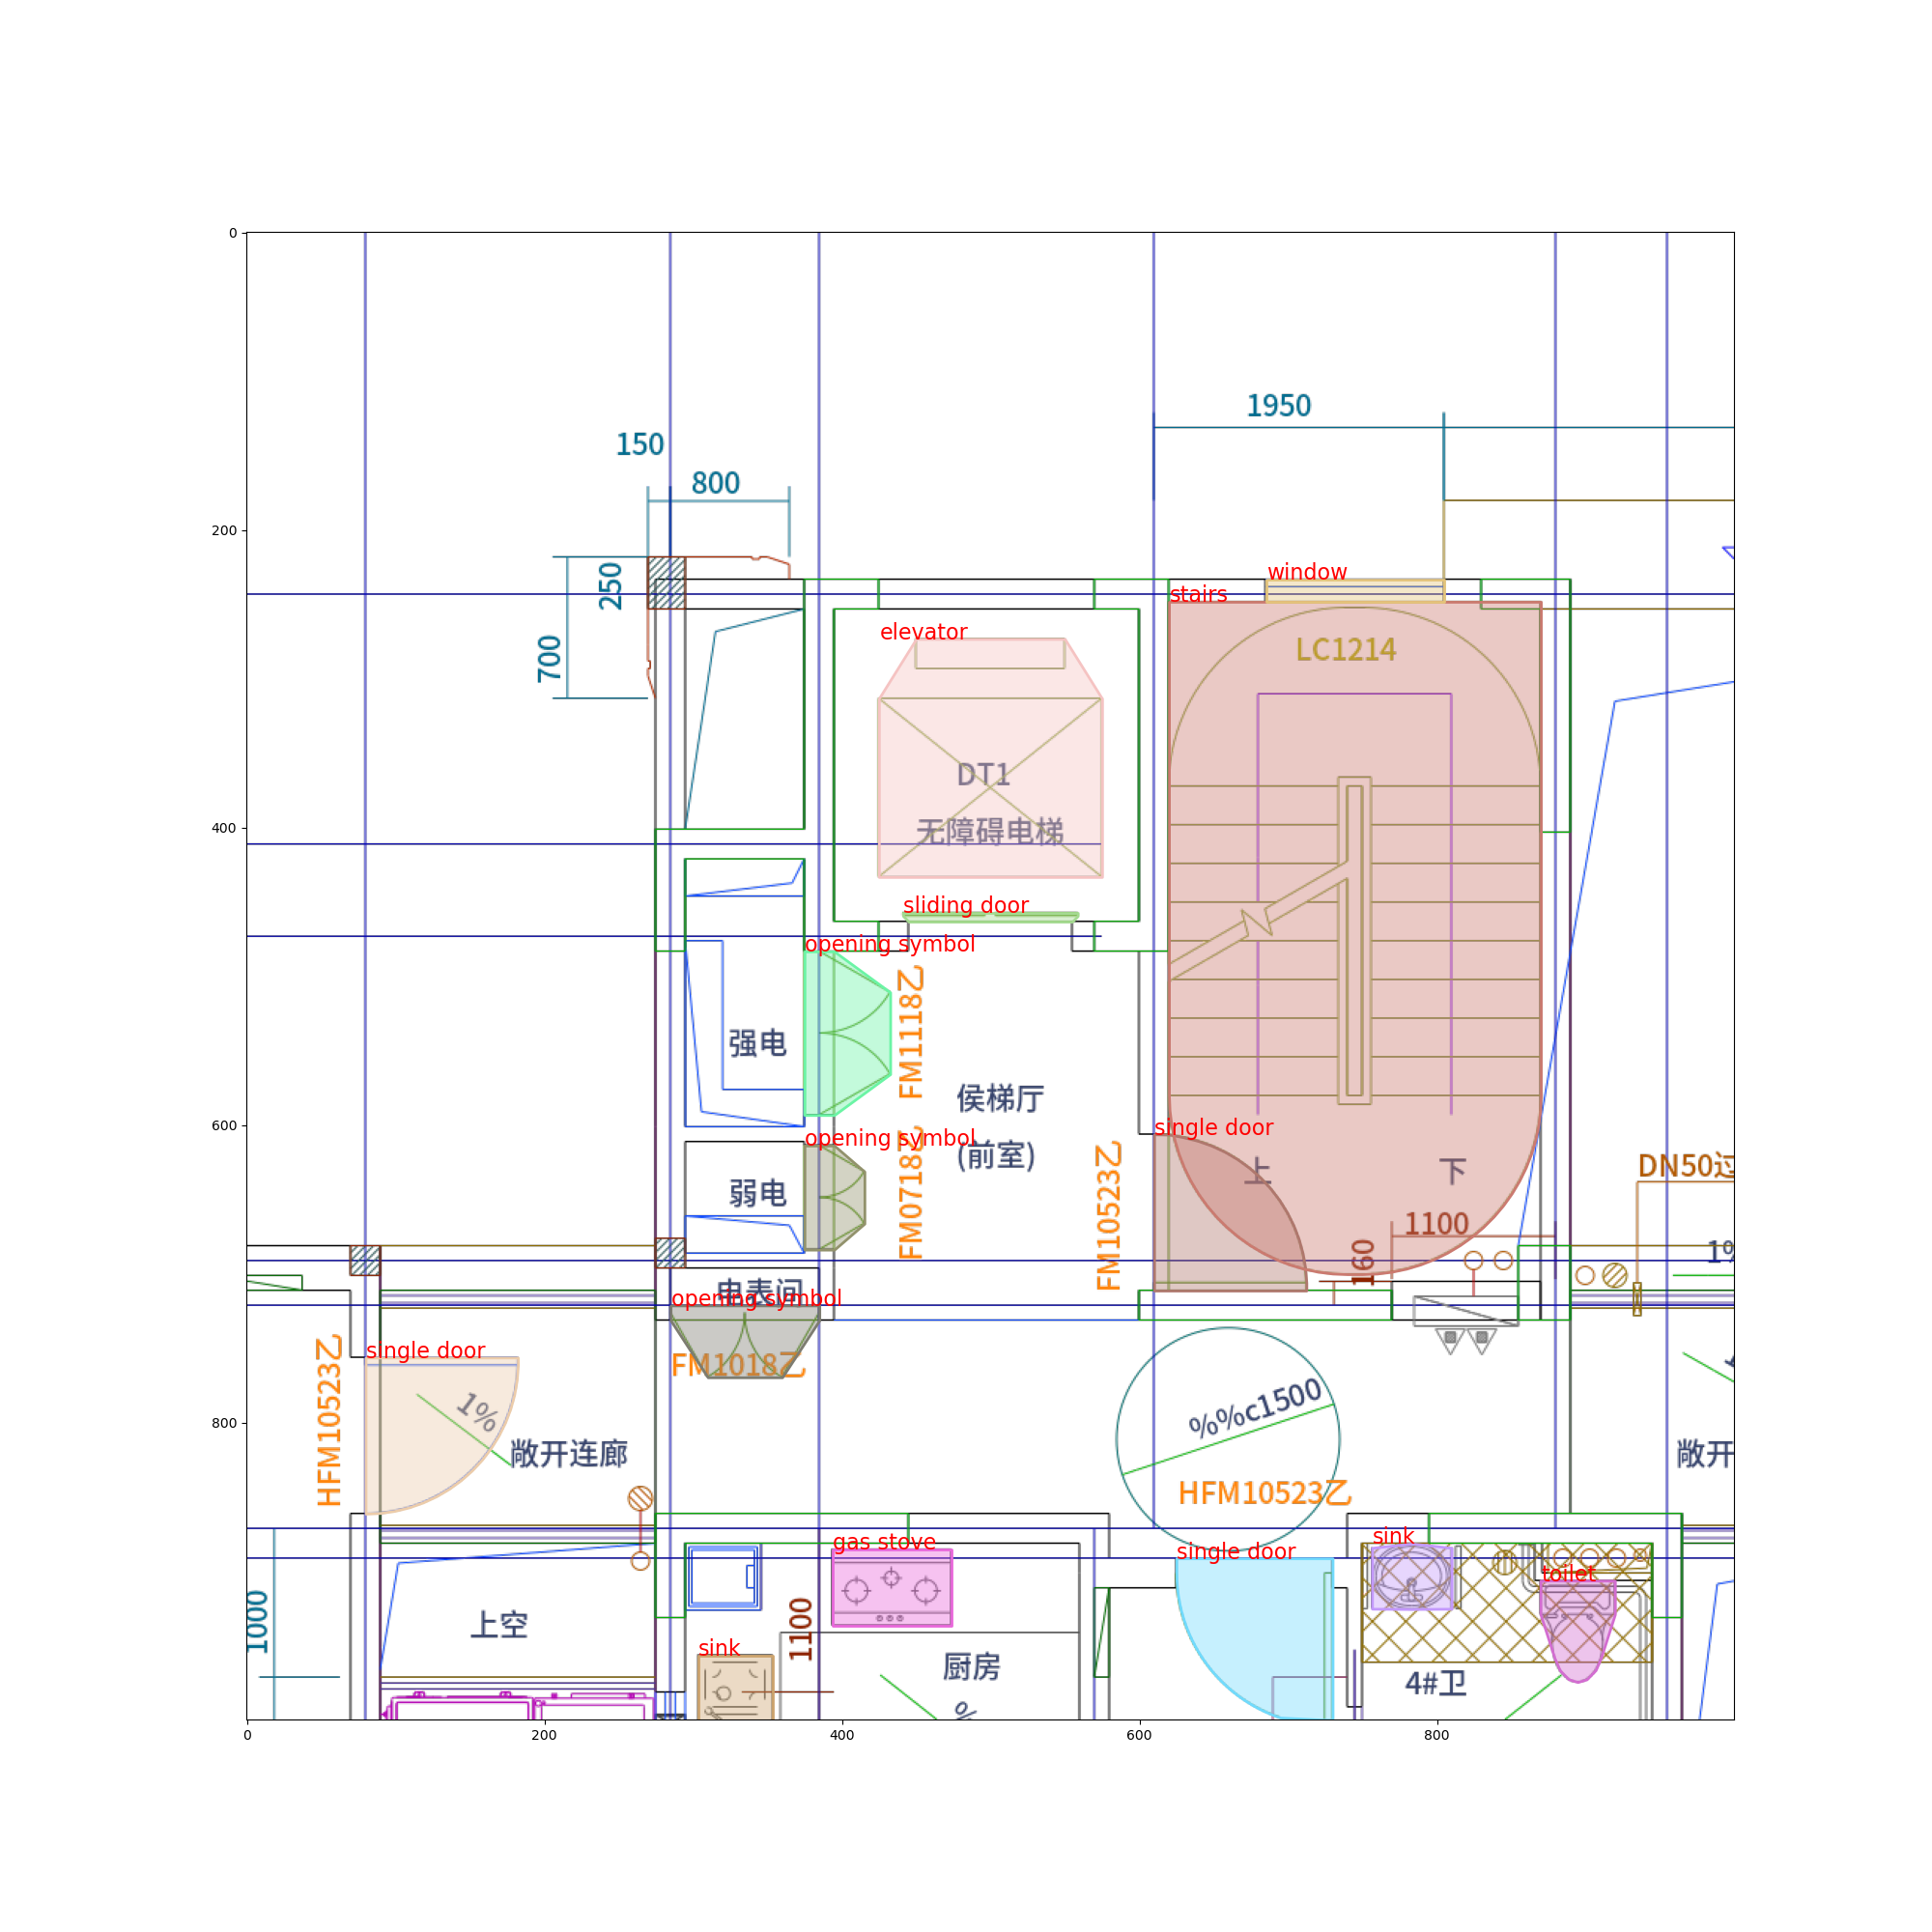 0
1950
150
800
200
window
stairs
250
elevator
LC1214
700
DT1
400
无障碍电梯
sliding door
opening symbol
FM1118乙
强电
侯梯厅
600
opening symbol
single door
(前室)
FM0718乙
FM10523乙
上
下
DN50过
弱电
1100
160
1%
电表间
opening symbol
single door
FM1018乙
HFM10523乙
1%
%%c1500
800
敞开连廊
敞开
HFM10523乙
gas stove
sink
single door
toilet
1000
上空
1100
sink
厨房
4#卫
%
0
200
400
600
800